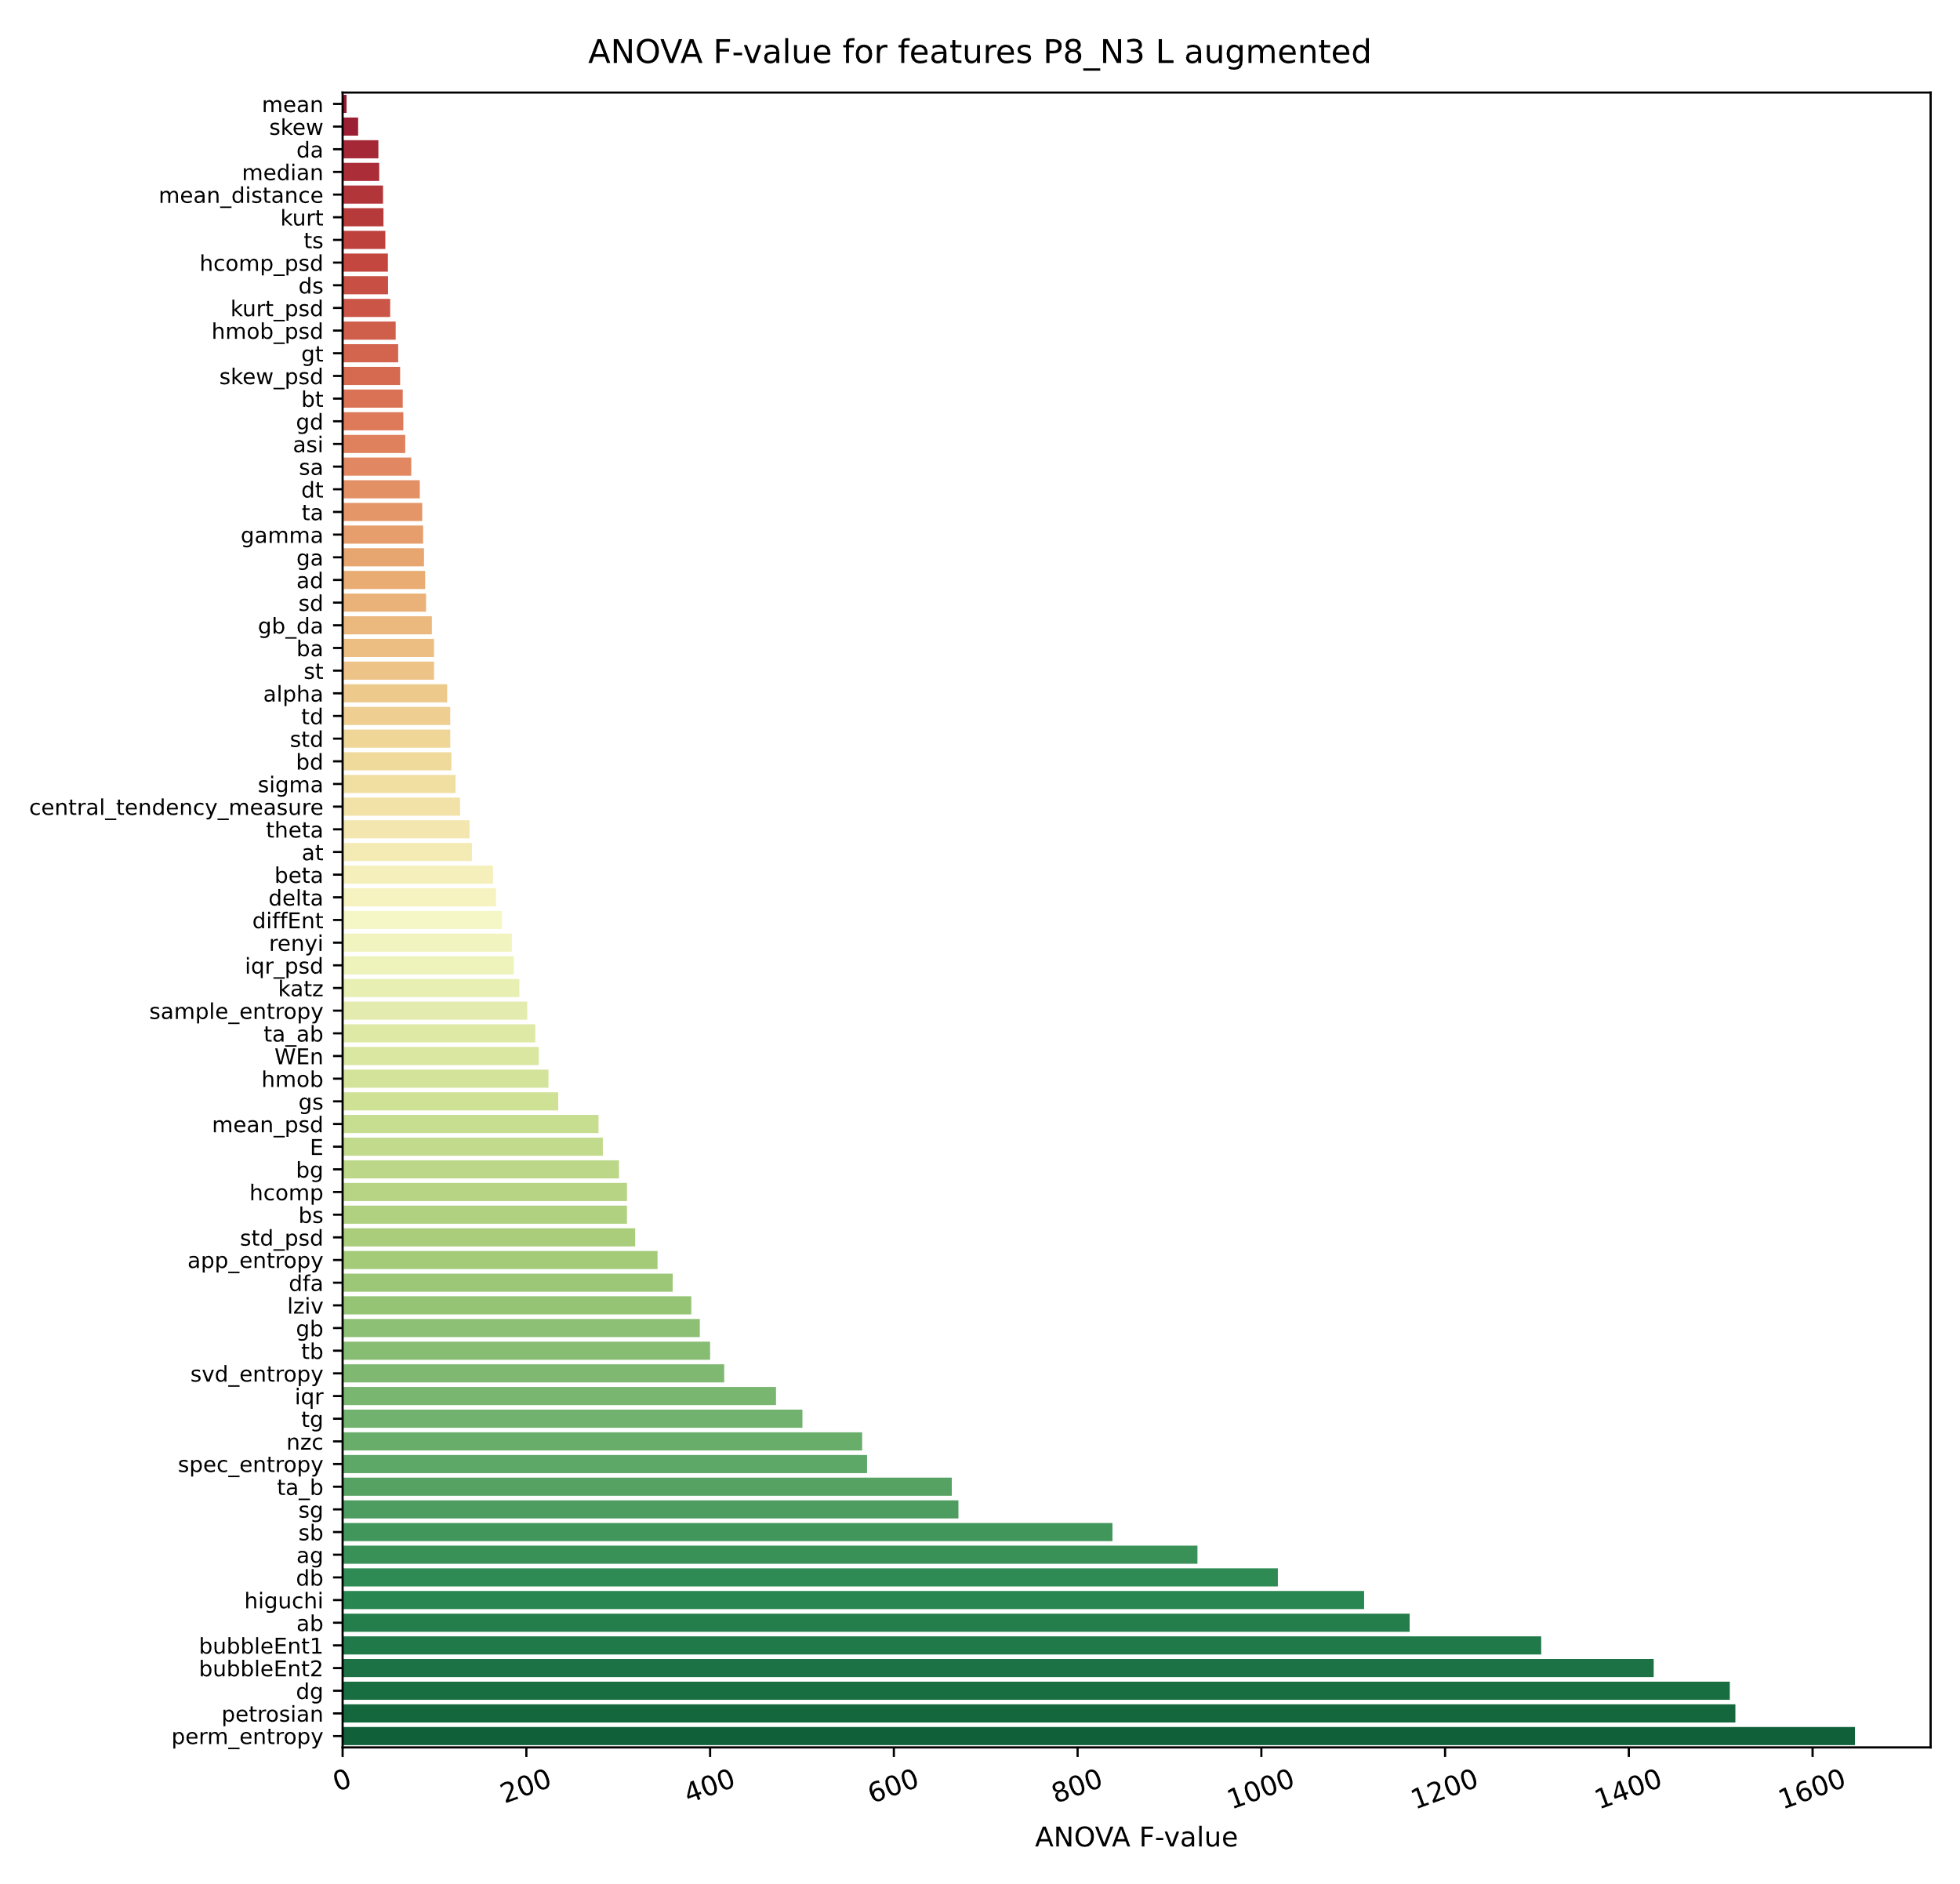 ANOVA F-value for features P8_N3 L augmented
mean
skew
da
median
mean_distance
kurt
ts
hcomp_psd
ds
kurt_psd
hmob_psd
gt
skew_psd
bt
gd
asi
sa
dt
ta
gamma
ga
ad
sd
gb_da
ba
st
alpha
td
std
bd
sigma
central_tendency_measure
theta
at
beta
delta
diffEnt
renyi
iqr_psd
katz
sample_entropy
ta_ab
WEn
hmob
gs
mean_psd
E
bg
hcomp
bs
std_psd
app_entropy
dfa
lziv
gb
tb
svd_entropy
iqr
tg
nzc
spec_entropy
ta_b
sg
sb
ag
db
higuchi
ab
bubbleEnt1
bubbleEnt2
dg
petrosian
perm_entropy
0 200 400 600 800 1000 1200 1400 1600
ANOVA F-value